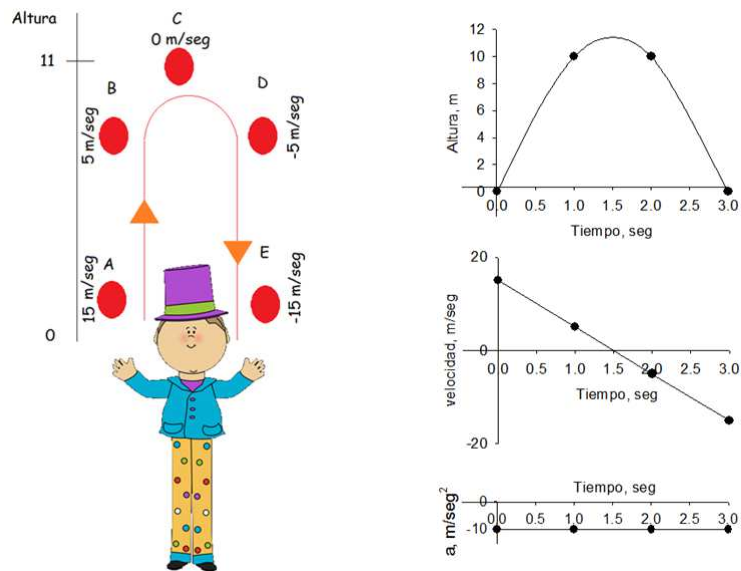 Altura
C
0 m/seg
11
B
D
5 m/seg
-5 m/seg
A
E
15 m/seg
-15 m/seg
0
12
10
8
6
4
2
0
Altura, m
0.0 0.5 1.0 1.5 2.0 2.5 3.0
Tiempo, seg
20
0
-20
velocidad, m/seg
0.0 0.5 1.0 1.5 2.0 2.5 3.0
Tiempo, seg
Tiempo, seg
0
-10
a, m/seg²
0.0 0.5 1.0 1.5 2.0 2.5 3.0